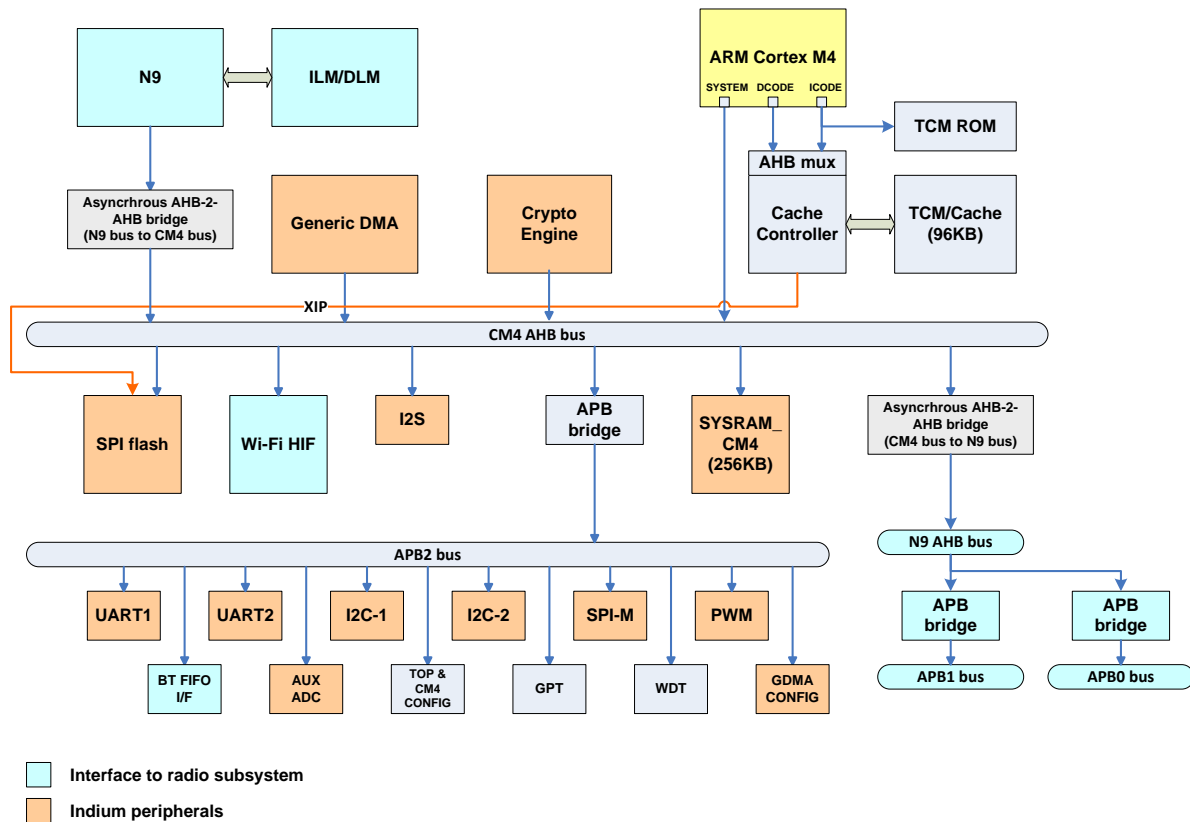 N9
ILM/DLM
ARM Cortex M4
SYSTEM
DCODE
ICODE
TCM ROM
AHB mux
Asyncrhrous AHB-2-
AHB bridge
(N9 bus to CM4 bus)
Generic DMA
Crypto
Engine
Cache
Controller
TCM/Cache
(96KB)
XIP
CM4 AHB bus
SPI flash
Wi-Fi HIF
I2S
APB
bridge
SYSRAM_
CM4
(256KB)
Asyncrhrous AHB-2-
AHB bridge
(CM4 bus to N9 bus)
N9 AHB bus
APB2 bus
UART1
UART2
I2C-1
I2C-2
SPI-M
PWM
APB
bridge
APB
bridge
BT FIFO
I/F
AUX
ADC
TOP &
CM4
CONFIG
GPT
WDT
GDMA
CONFIG
APB1 bus
APB0 bus
Interface to radio subsystem
Indium peripherals